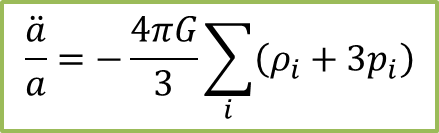 ä/a = − 4πG/3 ∑i (ρi + 3pi)